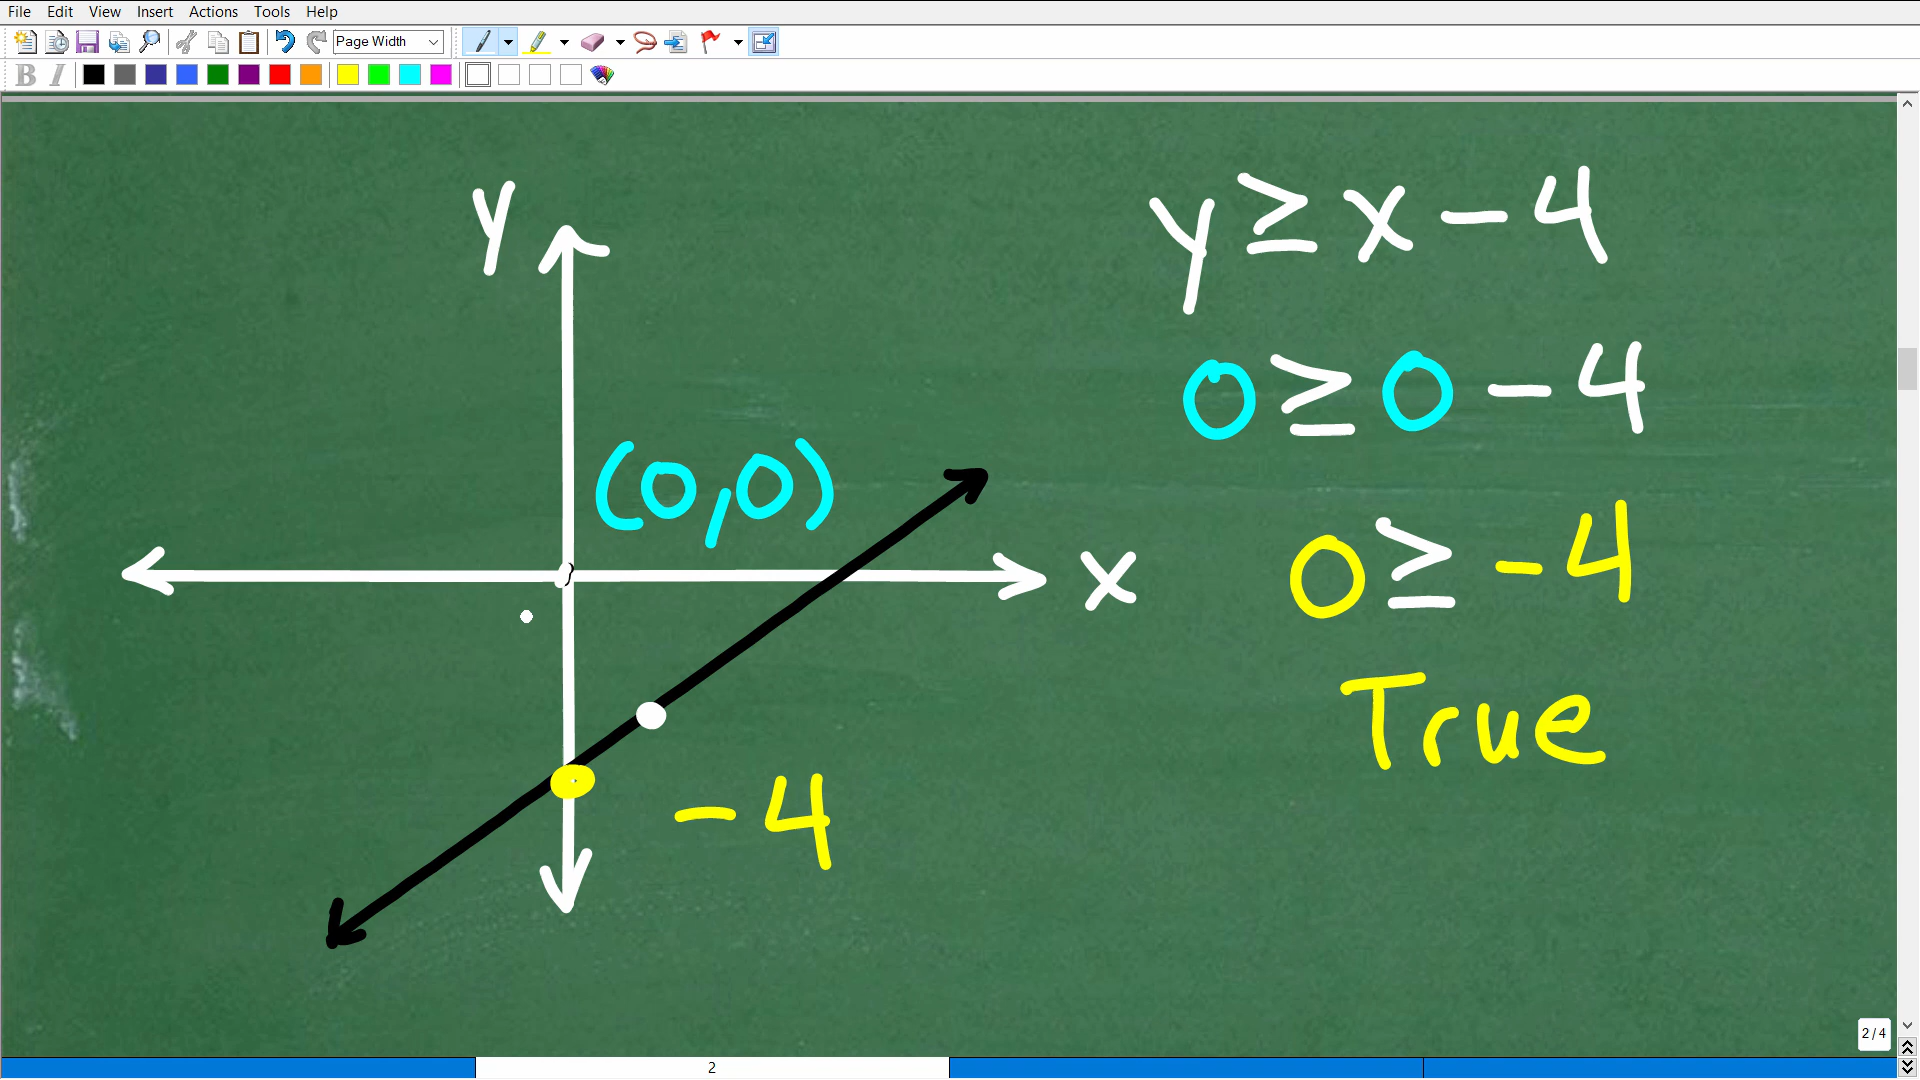 File Edit View Insert Actions Tools Help
Page Width
B I
y
y ≥ x - 4
0 ≥ 0 - 4
(0,0)
x
0 ≥ -4
True
-4
2 / 4
2